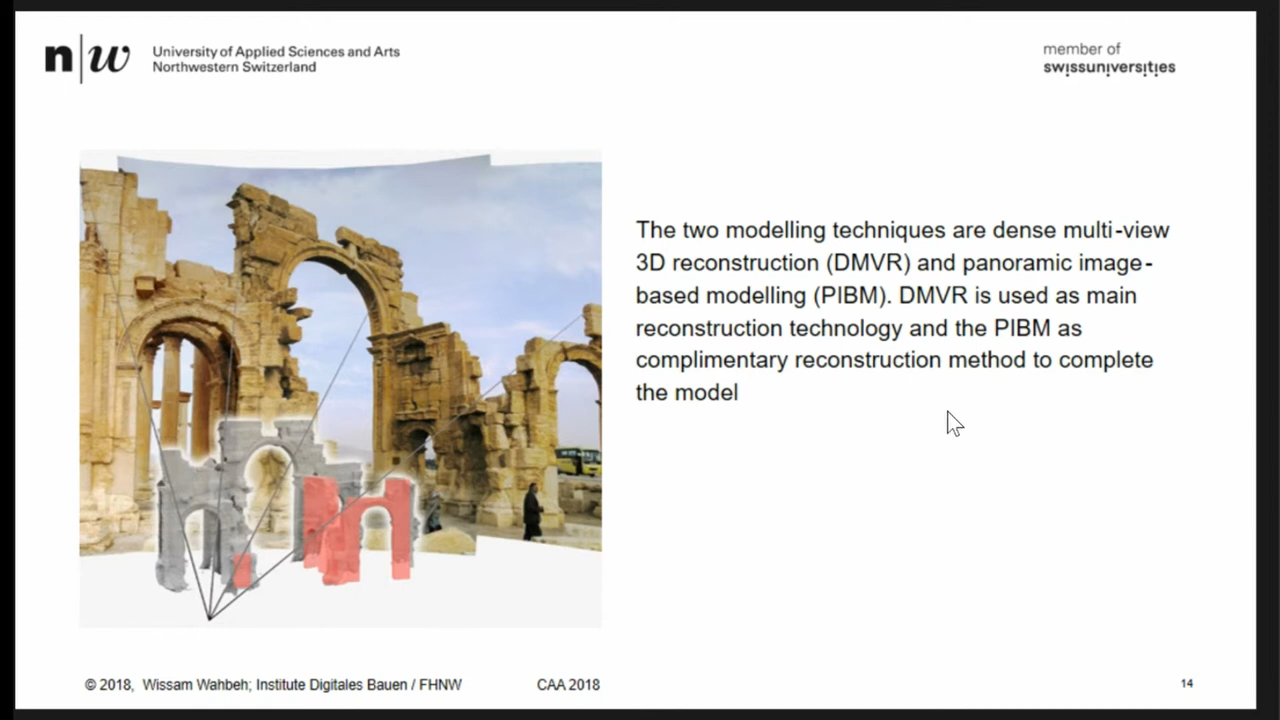 n|w
University of Applied Sciences and Arts
Northwestern Switzerland
member of
swissuniversities
The two modelling techniques are dense multi-view
3D reconstruction (DMVR) and panoramic image-
based modelling (PIBM). DMVR is used as main
reconstruction technology and the PIBM as
complimentary reconstruction method to complete
the model
© 2018, Wissam Wahbeh; Institute Digitales Bauen / FHNW
CAA 2018
14